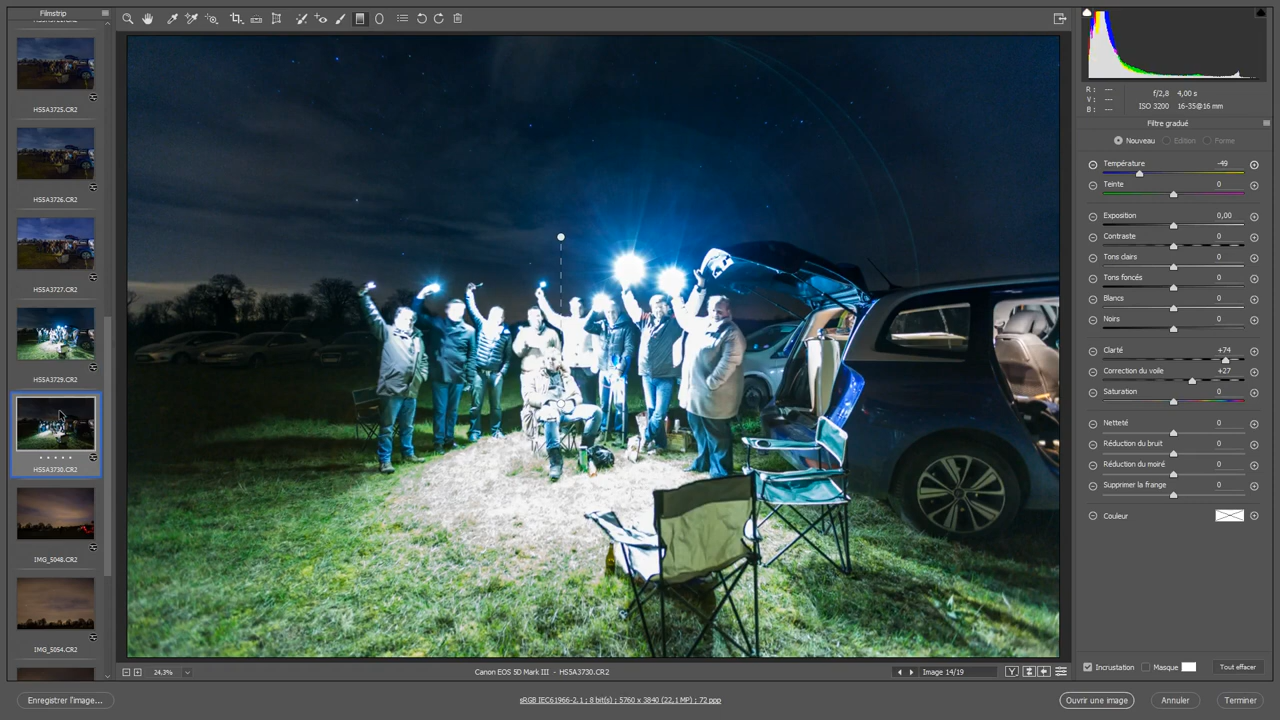 Filmstrip
HS5A3725.CR2
HS5A3726.CR2
HS5A3727.CR2
HS5A3729.CR2
HS5A3730.CR2
IMG_5048.CR2
IMG_5054.CR2
Enregistrer l'image...
24,3%
Canon EOS 5D Mark III - HS5A3730.CR2
Image 14/19
sRGB IEC61966-2.1 ; 8 bit(s) ; 5760 x 3840 (22,1 MP) ; 72 ppp
R : ---
V : ---
B : ---
f/2,8 4,00 s
ISO 3200 16-35@16 mm
Filtre gradué
Nouveau Edition Forme
Température -49
Teinte 0
Exposition 0,00
Contraste 0
Tons clairs 0
Tons foncés 0
Blancs 0
Noirs 0
Clarté +74
Correction du voile +27
Saturation 0
Netteté 0
Réduction du bruit 0
Réduction du moiré 0
Supprimer la frange 0
Couleur
Incrustation Masque Tout effacer
Ouvrir une image Annuler Terminer